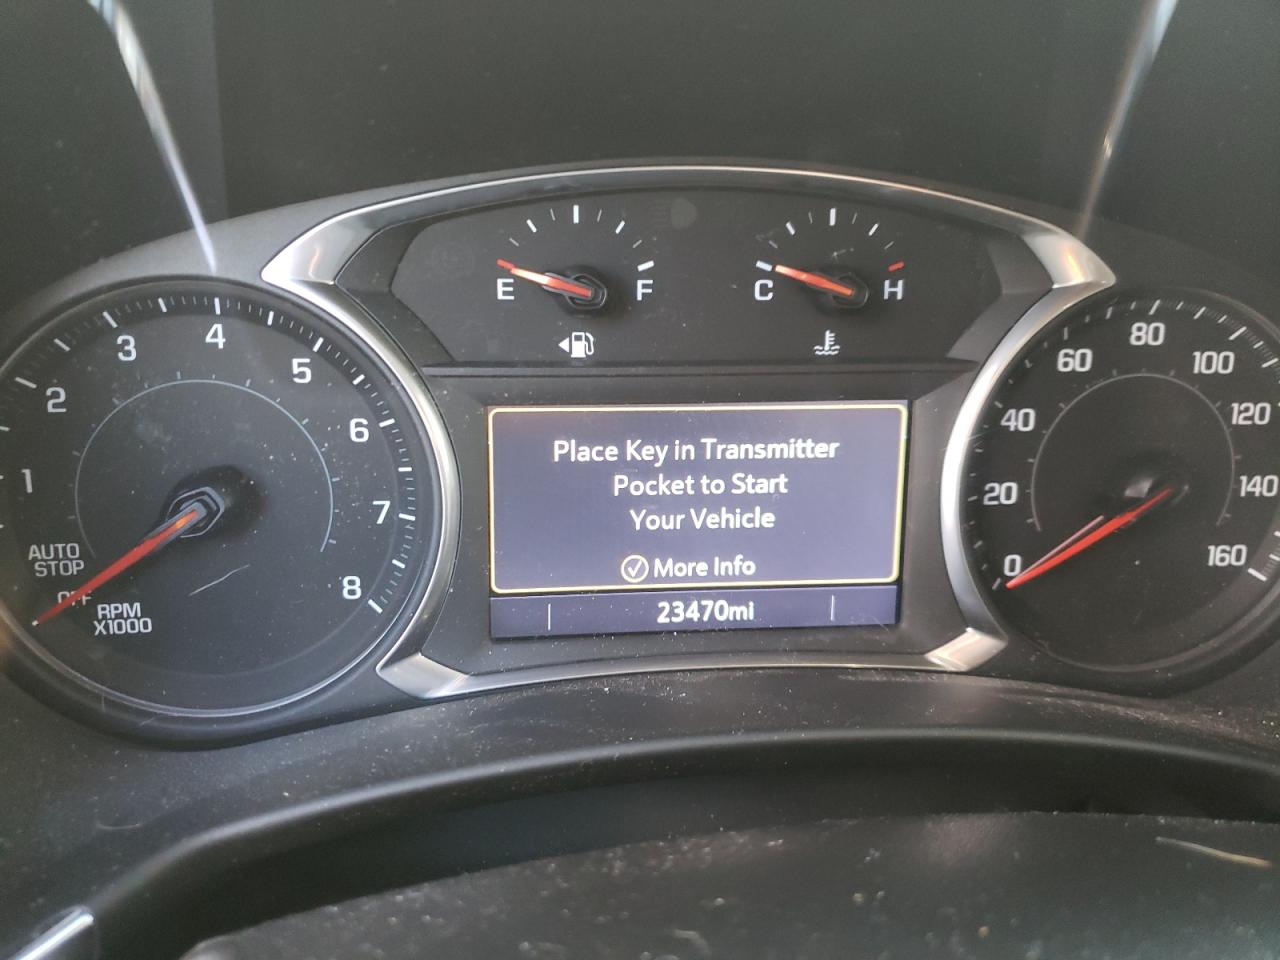 E F
C H
1
2
3
4
5
6
7
8
AUTO
STOP
OFF
RPM
X1000
Place Key in Transmitter
Pocket to Start
Your Vehicle
More Info
23470mi
0
20
40
60
80
100
120
140
160